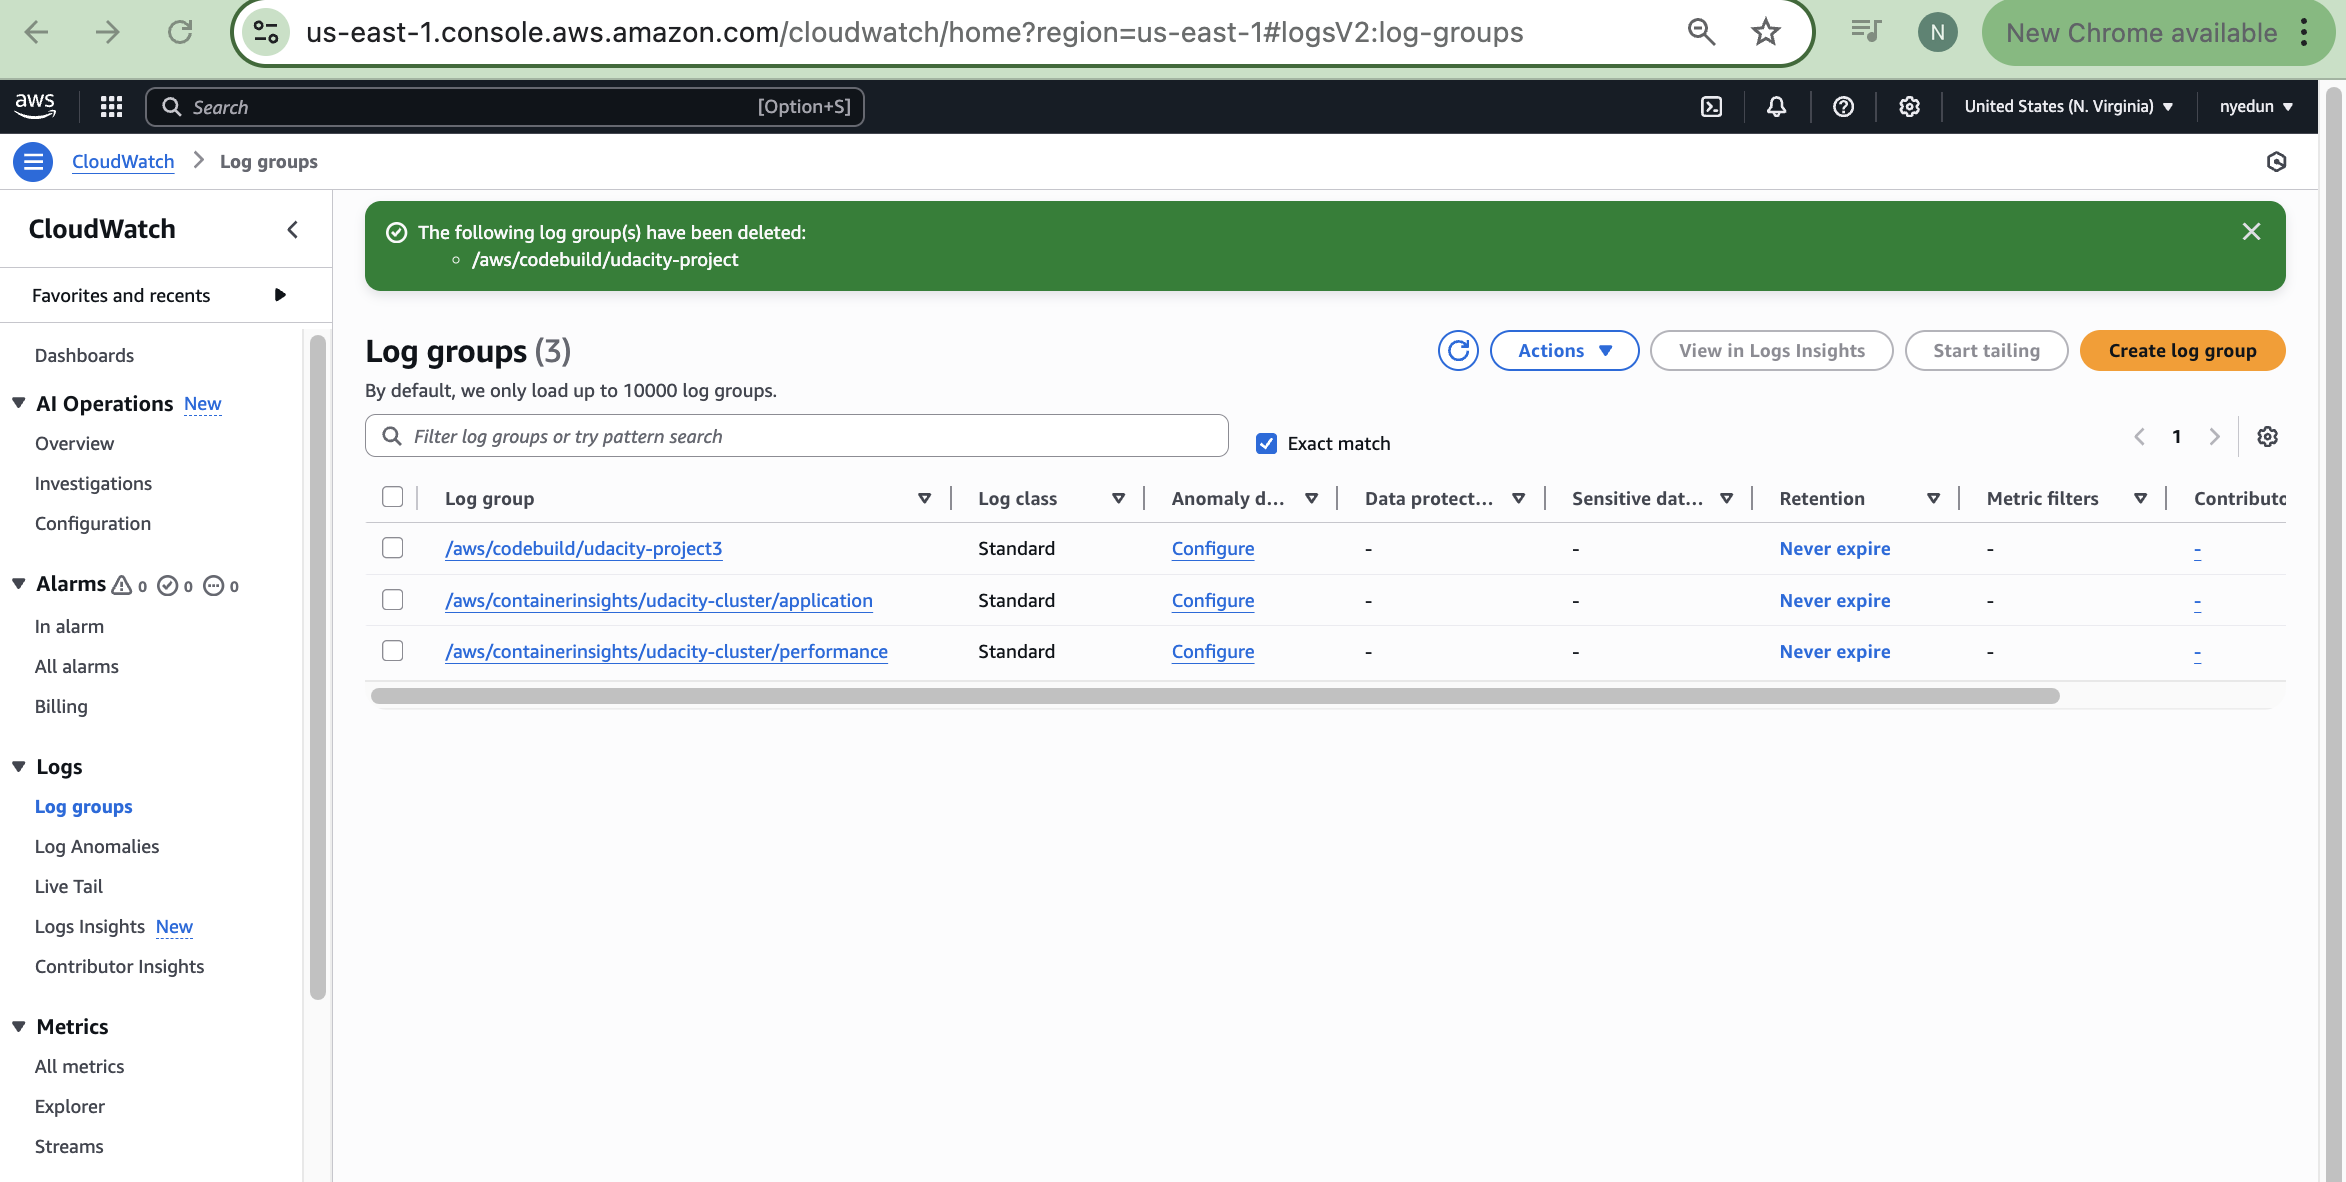 us-east-1.console.aws.amazon.com/cloudwatch/home?region=us-east-1#logsV2:log-groups
N
New Chrome available
aws
Search
[Option+S]
United States (N. Virginia)
nyedun
CloudWatch
Log groups
CloudWatch
Favorites and recents
Dashboards
AI Operations New
Overview
Investigations
Configuration
Alarms 0 0 0
In alarm
All alarms
Billing
Logs
Log groups
Log Anomalies
Live Tail
Logs Insights New
Contributor Insights
Metrics
All metrics
Explorer
Streams
The following log group(s) have been deleted:
/aws/codebuild/udacity-project
Log groups (3)
Actions
View in Logs Insights
Start tailing
Create log group
By default, we only load up to 10000 log groups.
Filter log groups or try pattern search
Exact match
1
Log group Log class Anomaly d... Data protect... Sensitive dat... Retention Metric filters Contributo
/aws/codebuild/udacity-project3 Standard Configure - - Never expire - -
/aws/containerinsights/udacity-cluster/application Standard Configure - - Never expire - -
/aws/containerinsights/udacity-cluster/performance Standard Configure - - Never expire - -